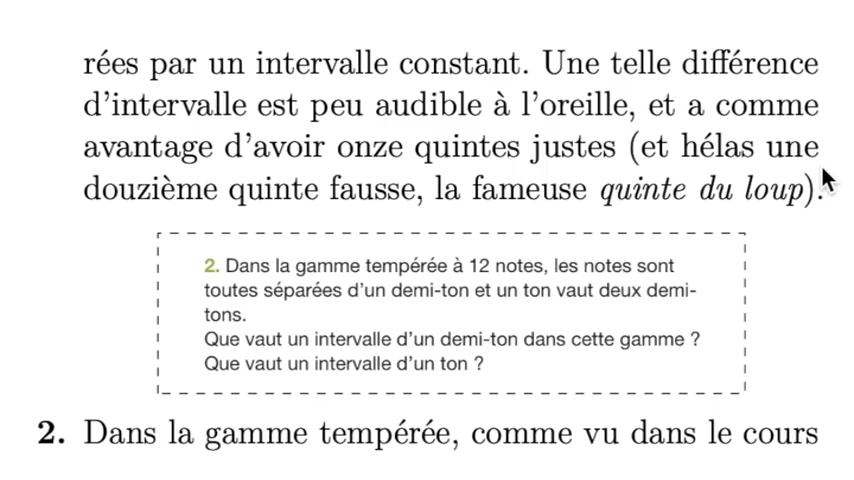 rées par un intervalle constant. Une telle différence
d'intervalle est peu audible à l'oreille, et a comme
avantage d'avoir onze quintes justes (et hélas une
douzième quinte fausse, la fameuse quinte du loup).
2. Dans la gamme tempérée à 12 notes, les notes sont
toutes séparées d'un demi-ton et un ton vaut deux demi-
tons.
Que vaut un intervalle d'un demi-ton dans cette gamme ?
Que vaut un intervalle d'un ton ?
2. Dans la gamme tempérée, comme vu dans le cours